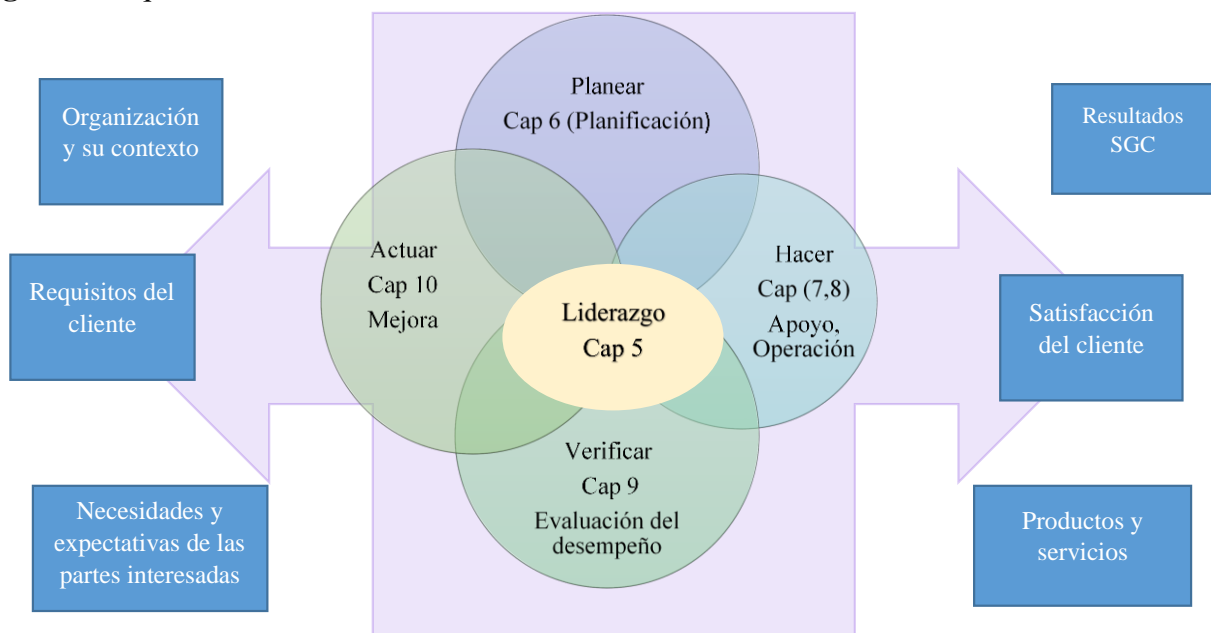 Organización
y su contexto
Requisitos del
cliente
Necesidades y
expectativas de las
partes interesadas
Planear
Cap 6 (Planificación)
Actuar
Cap 10
Mejora
Liderazgo
Cap 5
Hacer
Cap (7,8)
Apoyo,
Operación
Verificar
Cap 9
Evaluación del
desempeño
Resultados
SGC
Satisfacción
del cliente
Productos y
servicios